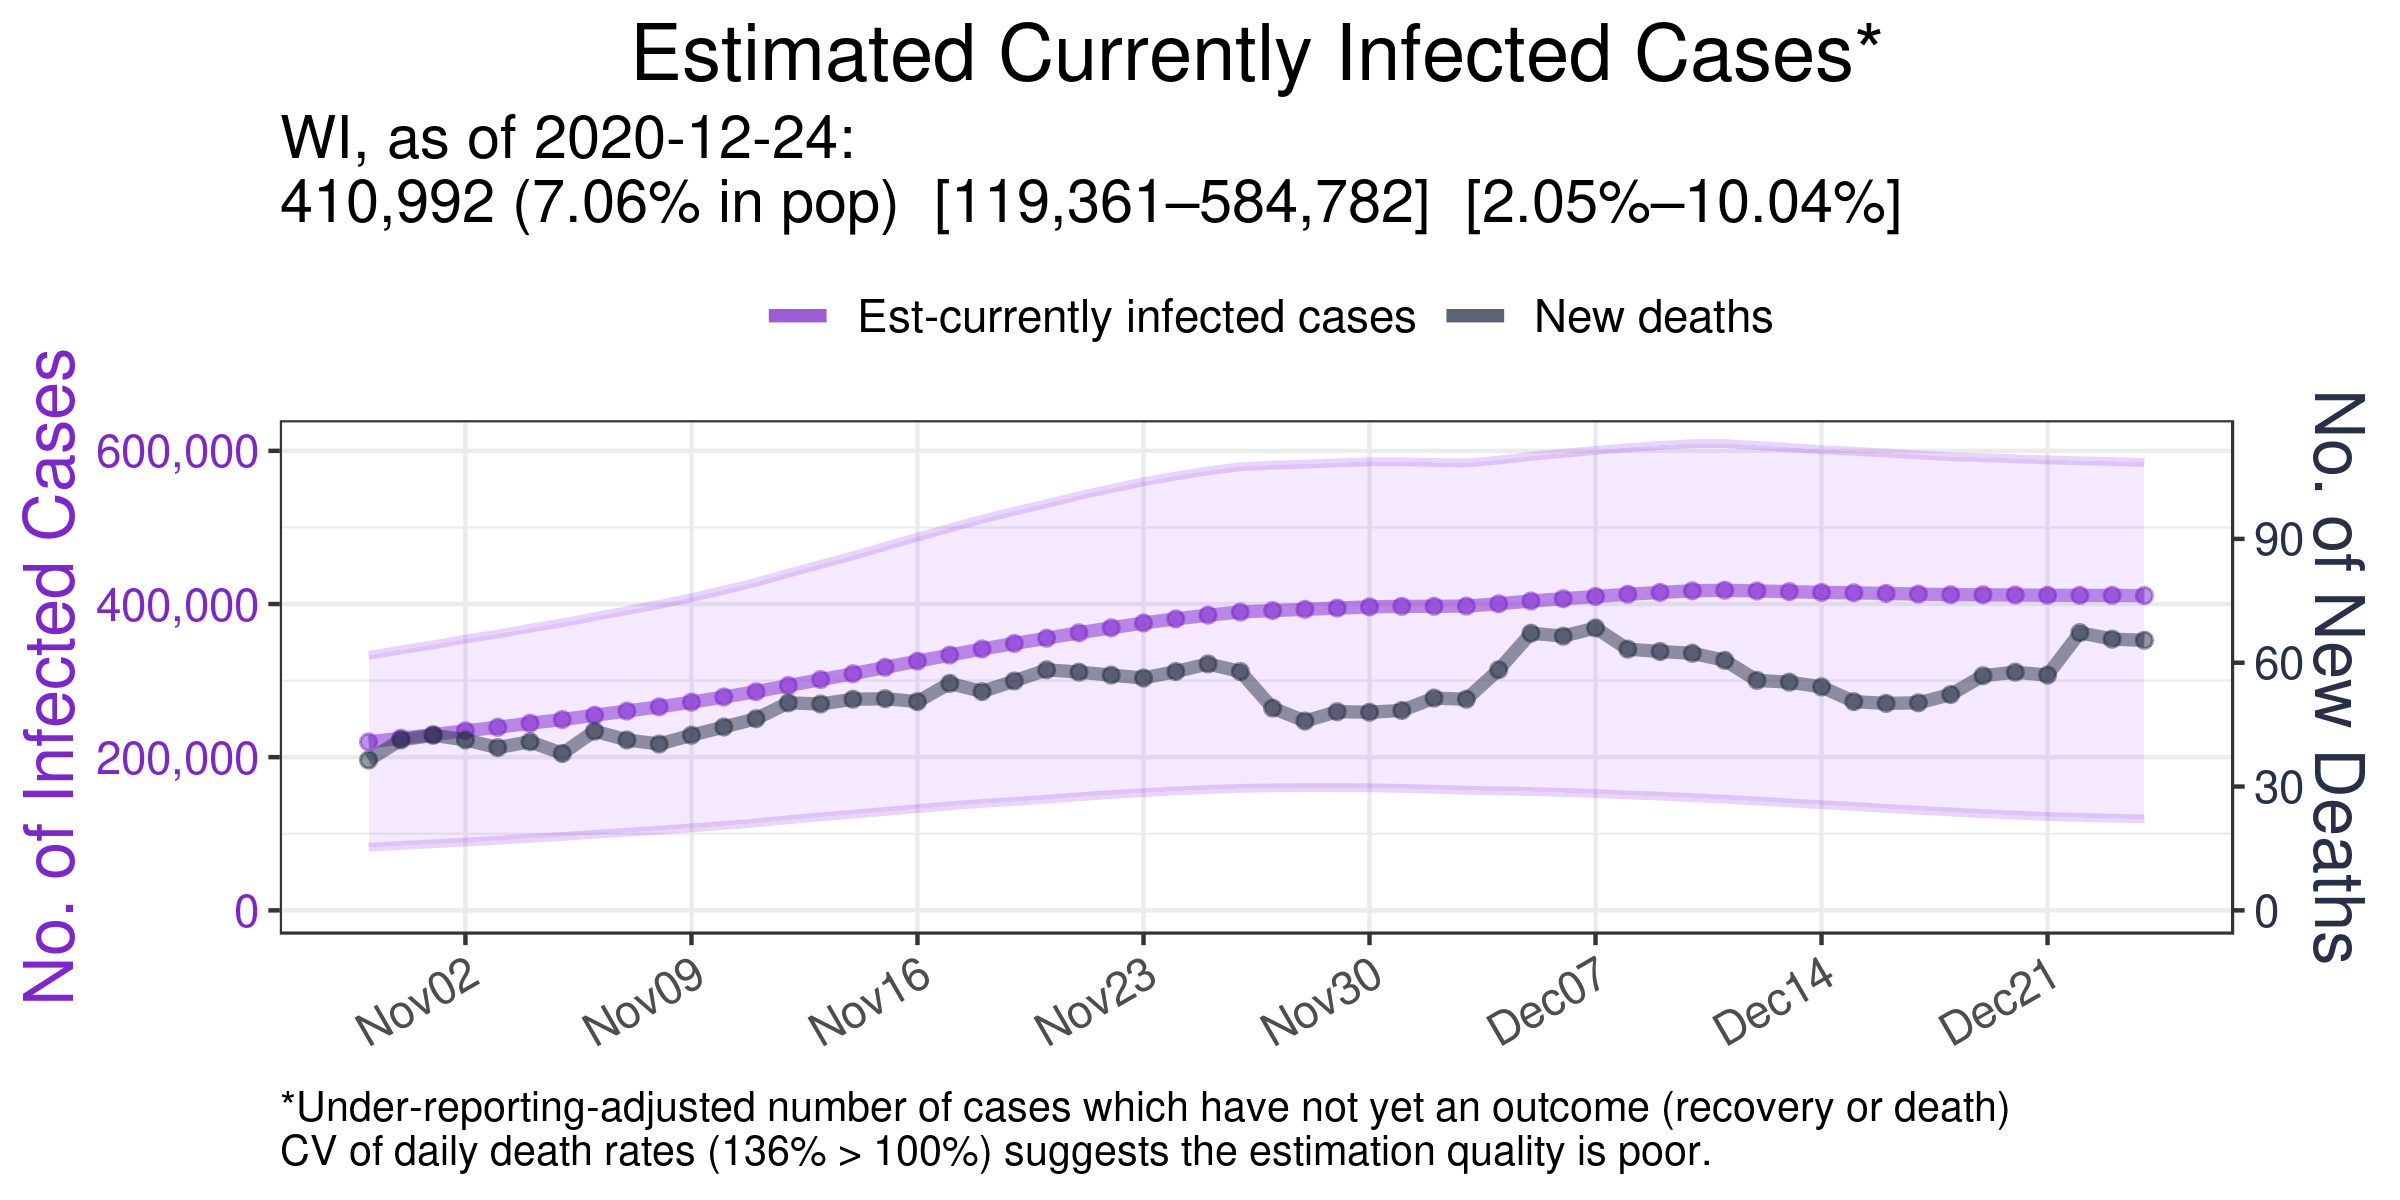 Estimated Currently Infected Cases*
WI, as of 2020-12-24:
410,992 (7.06% in pop)  [119,361–584,782]  [2.05%–10.04%]
Est-currently infected cases
New deaths
No. of Infected Cases
600,000
400,000
200,000
0
No. of New Deaths
90
60
30
0
Nov02
Nov09
Nov16
Nov23
Nov30
Dec07
Dec14
Dec21
*Under-reporting-adjusted number of cases which have not yet an outcome (recovery or death)
CV of daily death rates (136% > 100%) suggests the estimation quality is poor.